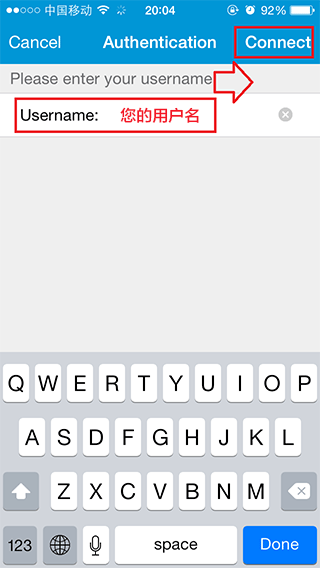 中国移动 20:04 92%
Cancel Authentication Connect
Please enter your username
Username: 您的用户名
Q W E R T Y U I O P
A S D F G H J K L
Z X C V B N M
123 space Done